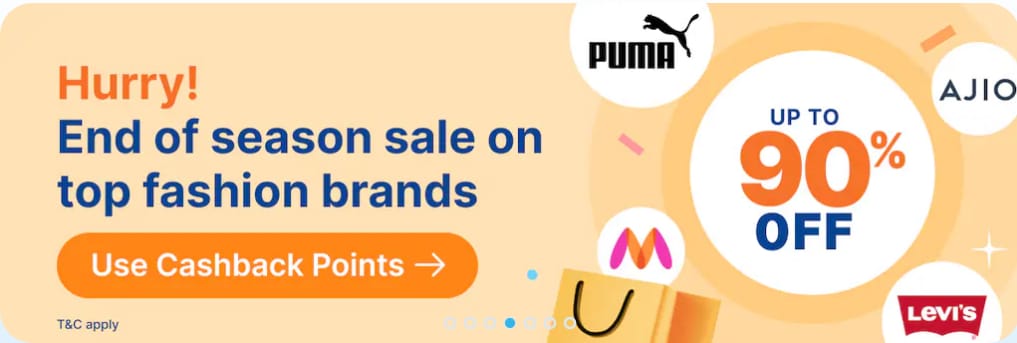 Hurry!
End of season sale on
top fashion brands
Use Cashback Points →
T&C apply
PUMA
AJIO
UP TO
90%
OFF
LEVI'S